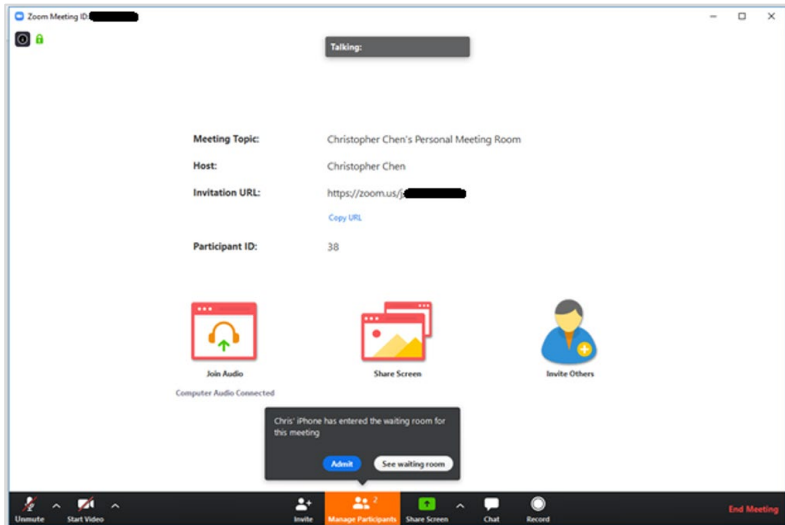 Zoom Meeting ID:
Talking:
Meeting Topic: Christopher Chen's Personal Meeting Room
Host: Christopher Chen
Invitation URL: https://zoom.us/j
Copy URL
Participant ID: 38
Join Audio Share Screen Invite Others
Computer Audio Connected
Chris' iPhone has entered the waiting room for
this meeting
Admit See waiting room
2
Unmute Start Video Invite Manage Participants Share Screen Chat Record End Meeting